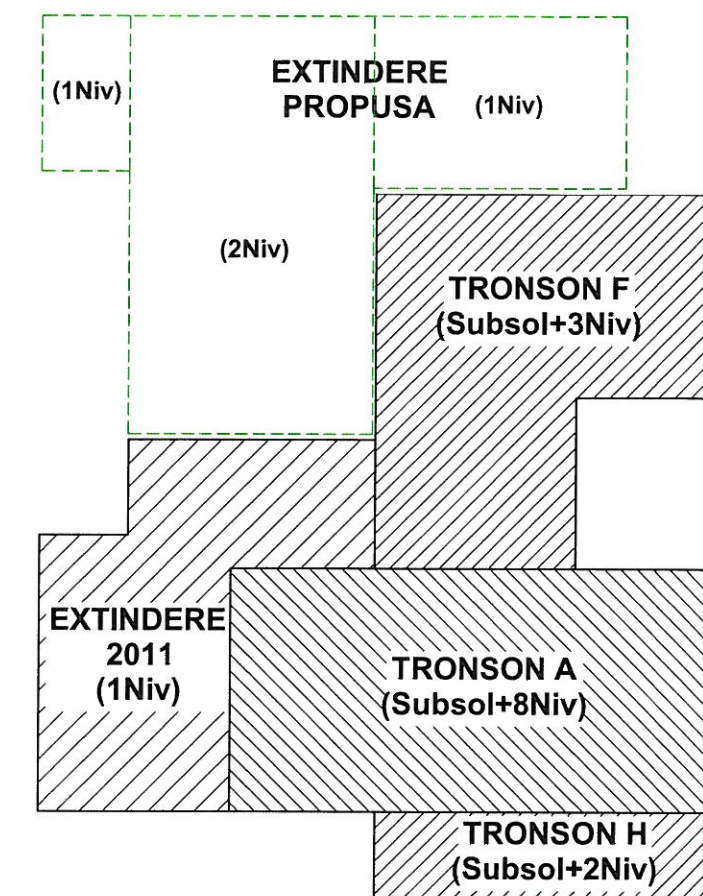 EXTINDERE
PROPUSA
(1Niv)
(1Niv)
(2Niv)
TRONSON F
(Subsol+3Niv)
EXTINDERE
2011
(1Niv)
TRONSON A
(Subsol+8Niv)
TRONSON H
(Subsol+2Niv)